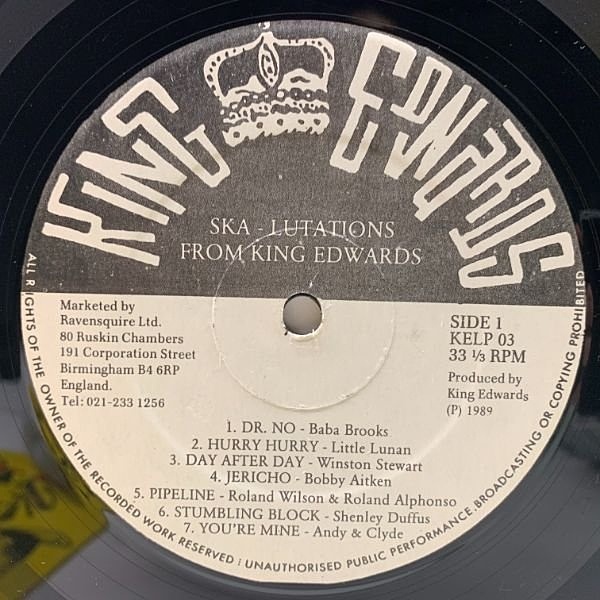 KING EDWARDS
SKA - LUTATIONS
FROM KING EDWARDS
Marketed by
Ravensquire Ltd.
80 Ruskin Chambers
191 Corporation Street
Birmingham B4 6RP
England.
Tel: 021-233 1256
SIDE 1
KELP 03
33 ⅓ RPM
Produced by
King Edwards
(P) 1989
1. DR. NO - Baba Brooks
2. HURRY HURRY - Little Lunan
3. DAY AFTER DAY - Winston Stewart
4. JERICHO - Bobby Aitken
5. PIPELINE - Roland Wilson & Roland Alphonso
6. STUMBLING BLOCK - Shenley Duffus
7. YOU'RE MINE - Andy & Clyde
ALL RIGHTS OF THE OWNER OF THE RECORDED WORK RESERVED : UNAUTHORISED PUBLIC PERFORMANCE, BROADCASTING OR COPYING PROHIBITED